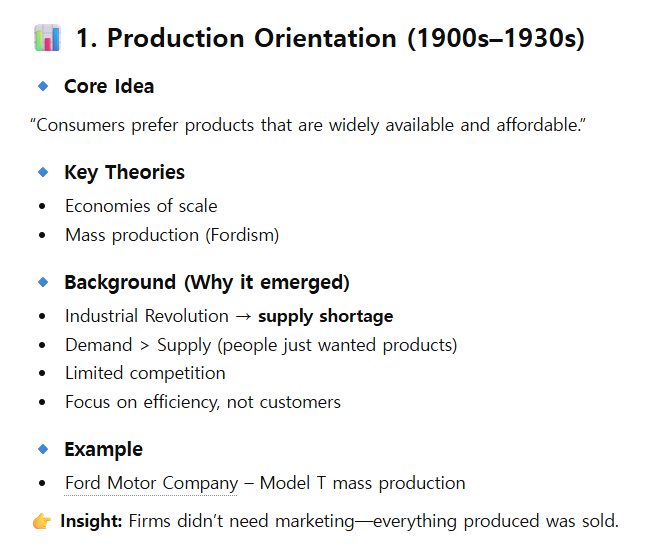 📊 1. Production Orientation (1900s–1930s)
🔹 Core Idea
“Consumers prefer products that are widely available and affordable.”
🔹 Key Theories
• Economies of scale
• Mass production (Fordism)
🔹 Background (Why it emerged)
• Industrial Revolution → supply shortage
• Demand > Supply (people just wanted products)
• Limited competition
• Focus on efficiency, not customers
🔹 Example
• Ford Motor Company – Model T mass production
👉 Insight: Firms didn’t need marketing—everything produced was sold.